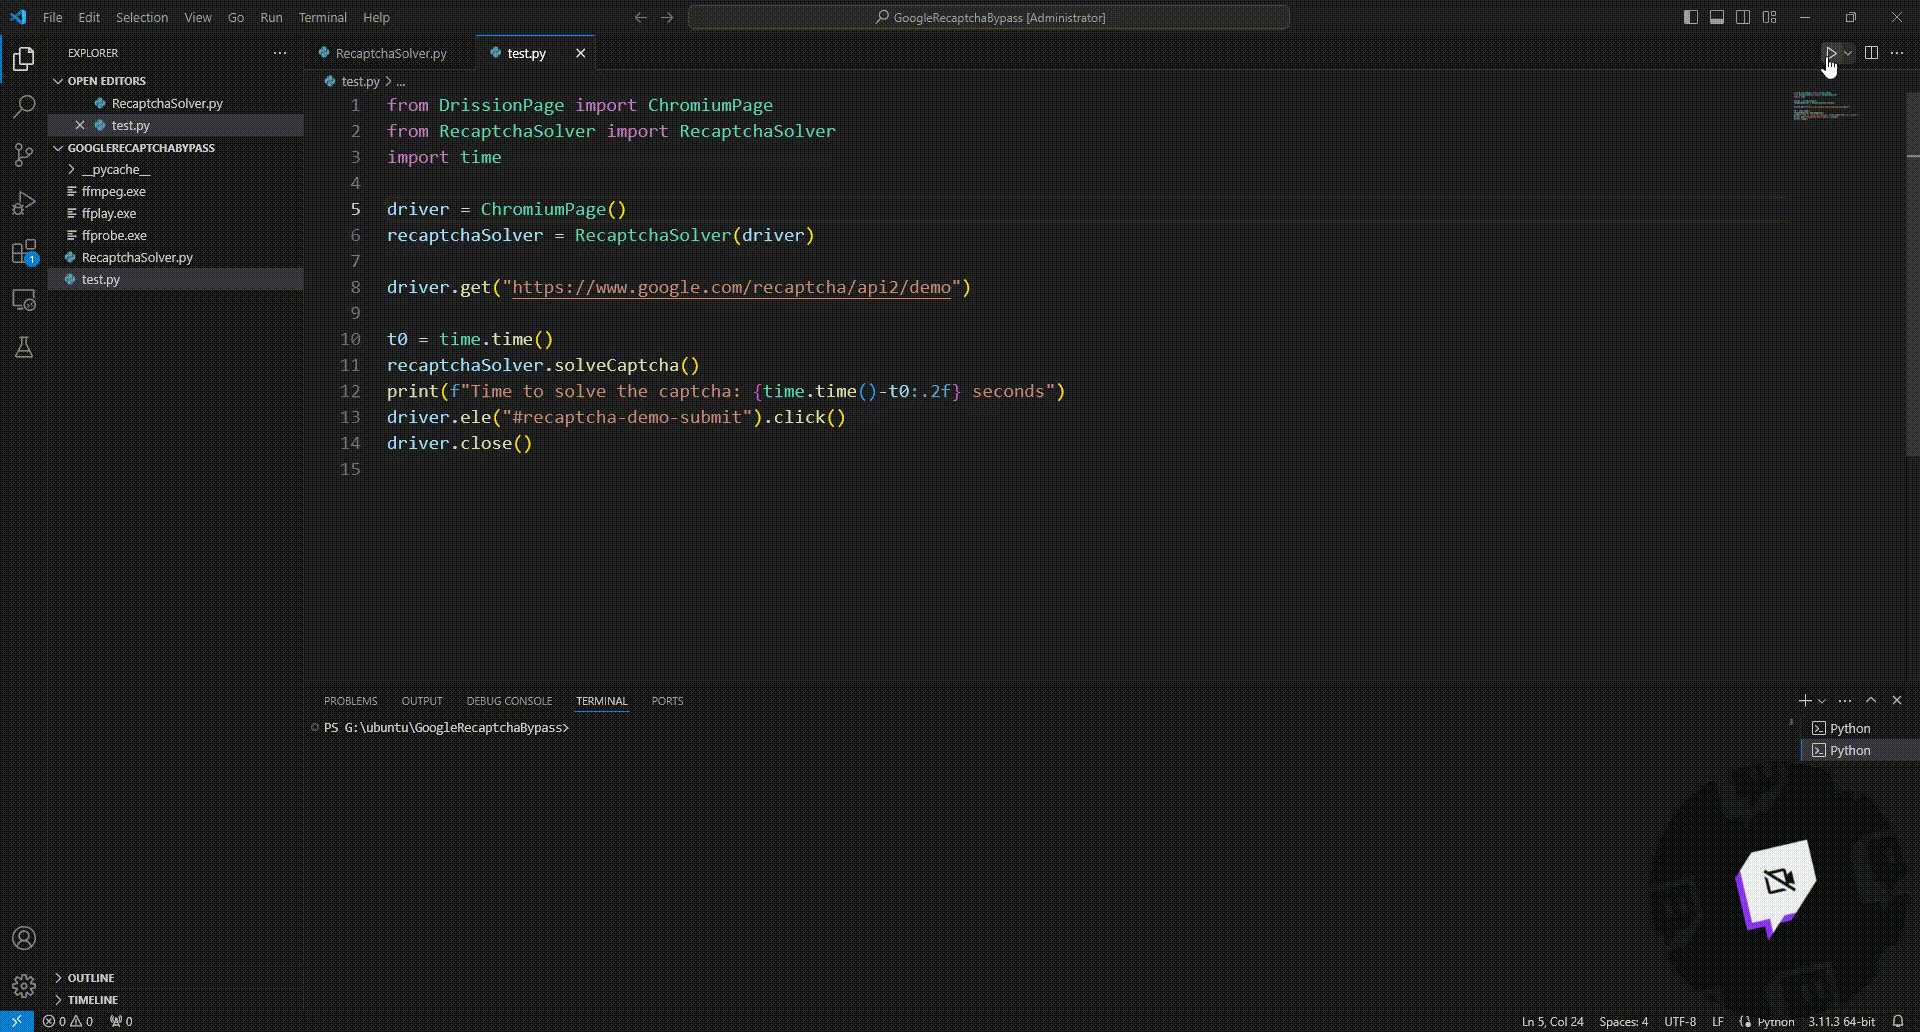 File Edit Selection View Go Run Terminal Help
GoogleRecaptchaBypass [Administrator]
EXPLORER
OPEN EDITORS
RecaptchaSolver.py
test.py
GOOGLERECAPTCHABYPASS
__pycache__
ffmpeg.exe
ffplay.exe
ffprobe.exe
RecaptchaSolver.py
test.py
OUTLINE
TIMELINE
1
RecaptchaSolver.py
test.py
test.py > ...
1 from DrissionPage import ChromiumPage
2 from RecaptchaSolver import RecaptchaSolver
3 import time
4
5 driver = ChromiumPage()
6 recaptchaSolver = RecaptchaSolver(driver)
7
8 driver.get("https://www.google.com/recaptcha/api2/demo")
9
10 t0 = time.time()
11 recaptchaSolver.solveCaptcha()
12 print(f"Time to solve the captcha: {time.time()-t0:.2f} seconds")
13 driver.ele("#recaptcha-demo-submit").click()
14 driver.close()
15
PROBLEMS OUTPUT DEBUG CONSOLE TERMINAL PORTS
PS G:\ubuntu\GoogleRecaptchaBypass>
Python
Python
0 0 0
Ln 5, Col 24 Spaces: 4 UTF-8 LF Python 3.11.3 64-bit